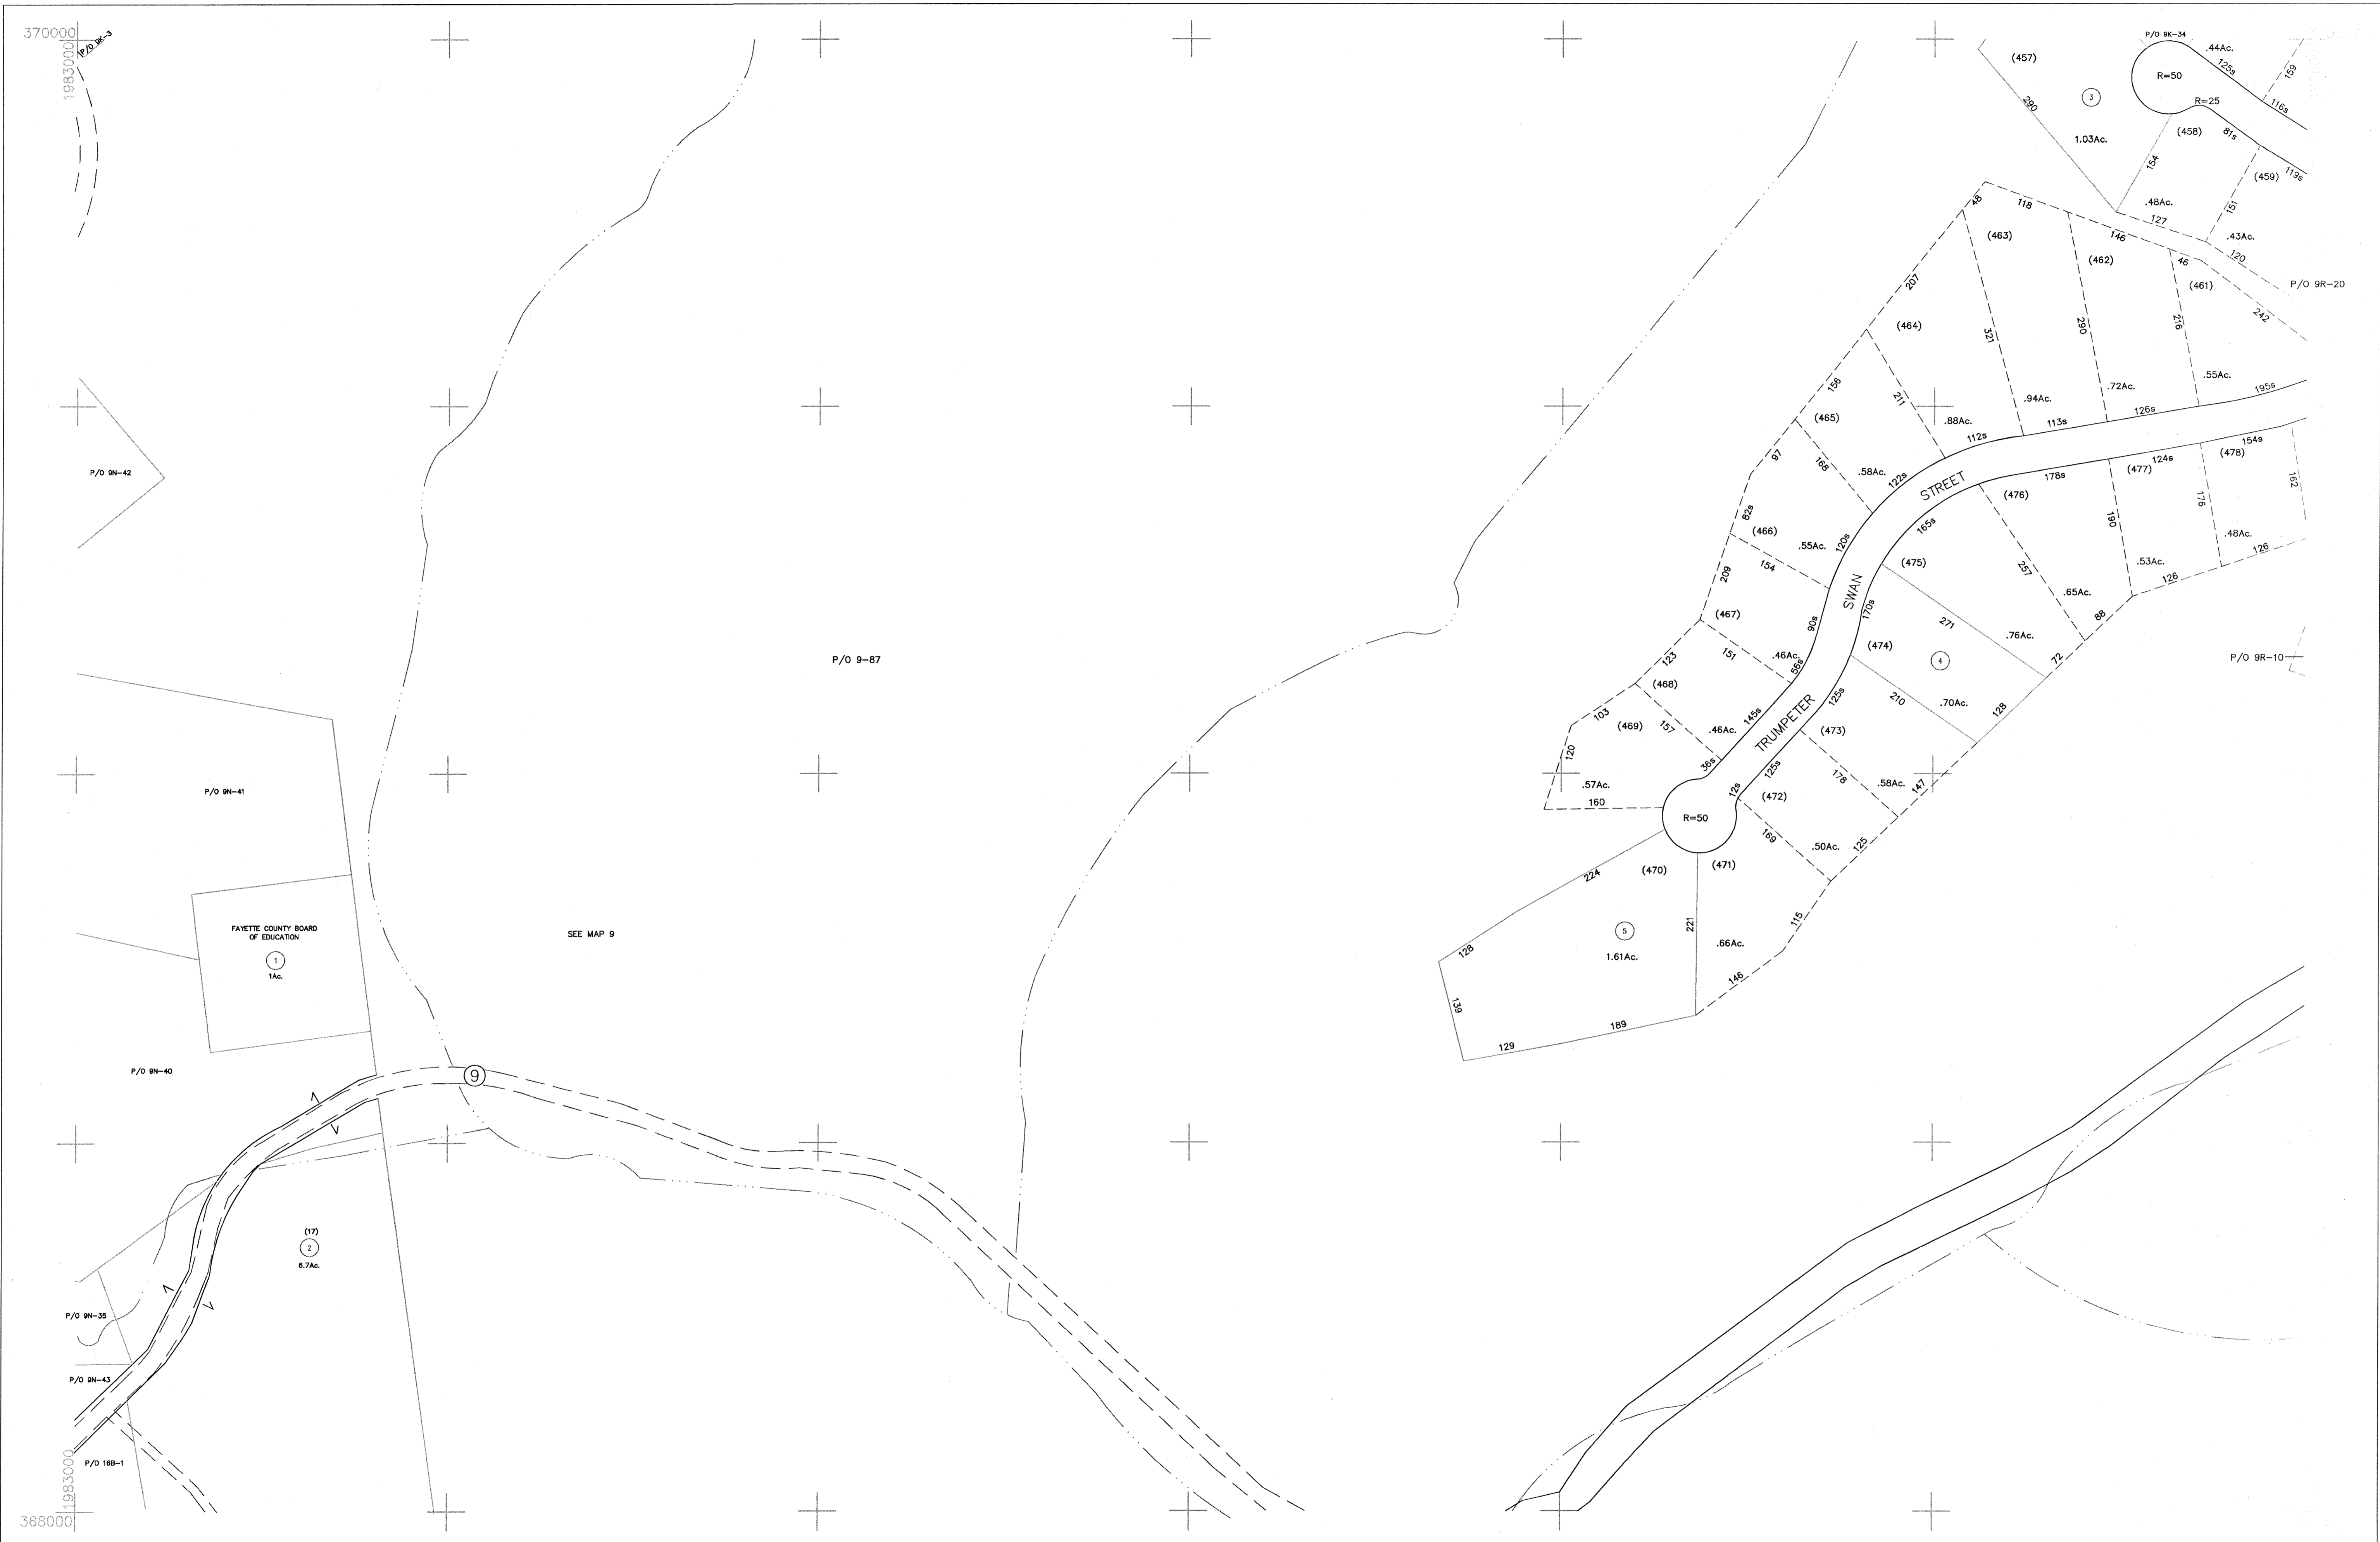 370000
1983000
P/O 9K-3
P/O 9K-34
.44Ac.
(457)
R=50
125s
159
3
290
R=25
116s
1.03Ac.
(458)
81s
154
119s
(459)
48
118
.48Ac.
127
151
146
.43Ac.
120
(463)
(462)
46
(461)
P/O 9R-20
207
242
(464)
321
290
216
156
211
.94Ac.
.72Ac.
.55Ac.
195s
(465)
.88Ac.
113s
126s
112s
154s
97
168
.58Ac.
122s
STREET
178s
124s
(477)
(478)
P/O 9N-42
(476)
162
82s
(466)
.55Ac.
120s
165s
190
176
.48Ac.
154
209
(475)
257
.53Ac.
126
126
SWAN
170s
.65Ac.
(467)
90s
271
88
.76Ac.
151
.46Ac.
56s
(474)
4
72
P/O 9R-10
P/O 9-87
123
(468)
125s
210
.70Ac.
128
103
(469)
157
.46Ac.
145s
TRUMPETER
(473)
120
36s
125s
178
.58Ac.
147
.57Ac.
160
12s
(472)
P/O 9N-41
R=50
169
.50Ac.
125
224
(470)
(471)
115
221
FAYETTE COUNTY BOARD
OF EDUCATION
1
1Ac.
SEE MAP 9
5
128
1.61Ac.
.66Ac.
146
139
129
189
P/O 9N-40
9
(17)
2
6.7Ac.
P/O 9N-35
P/O 9N-43
P/O 16B-1
1983000
368000